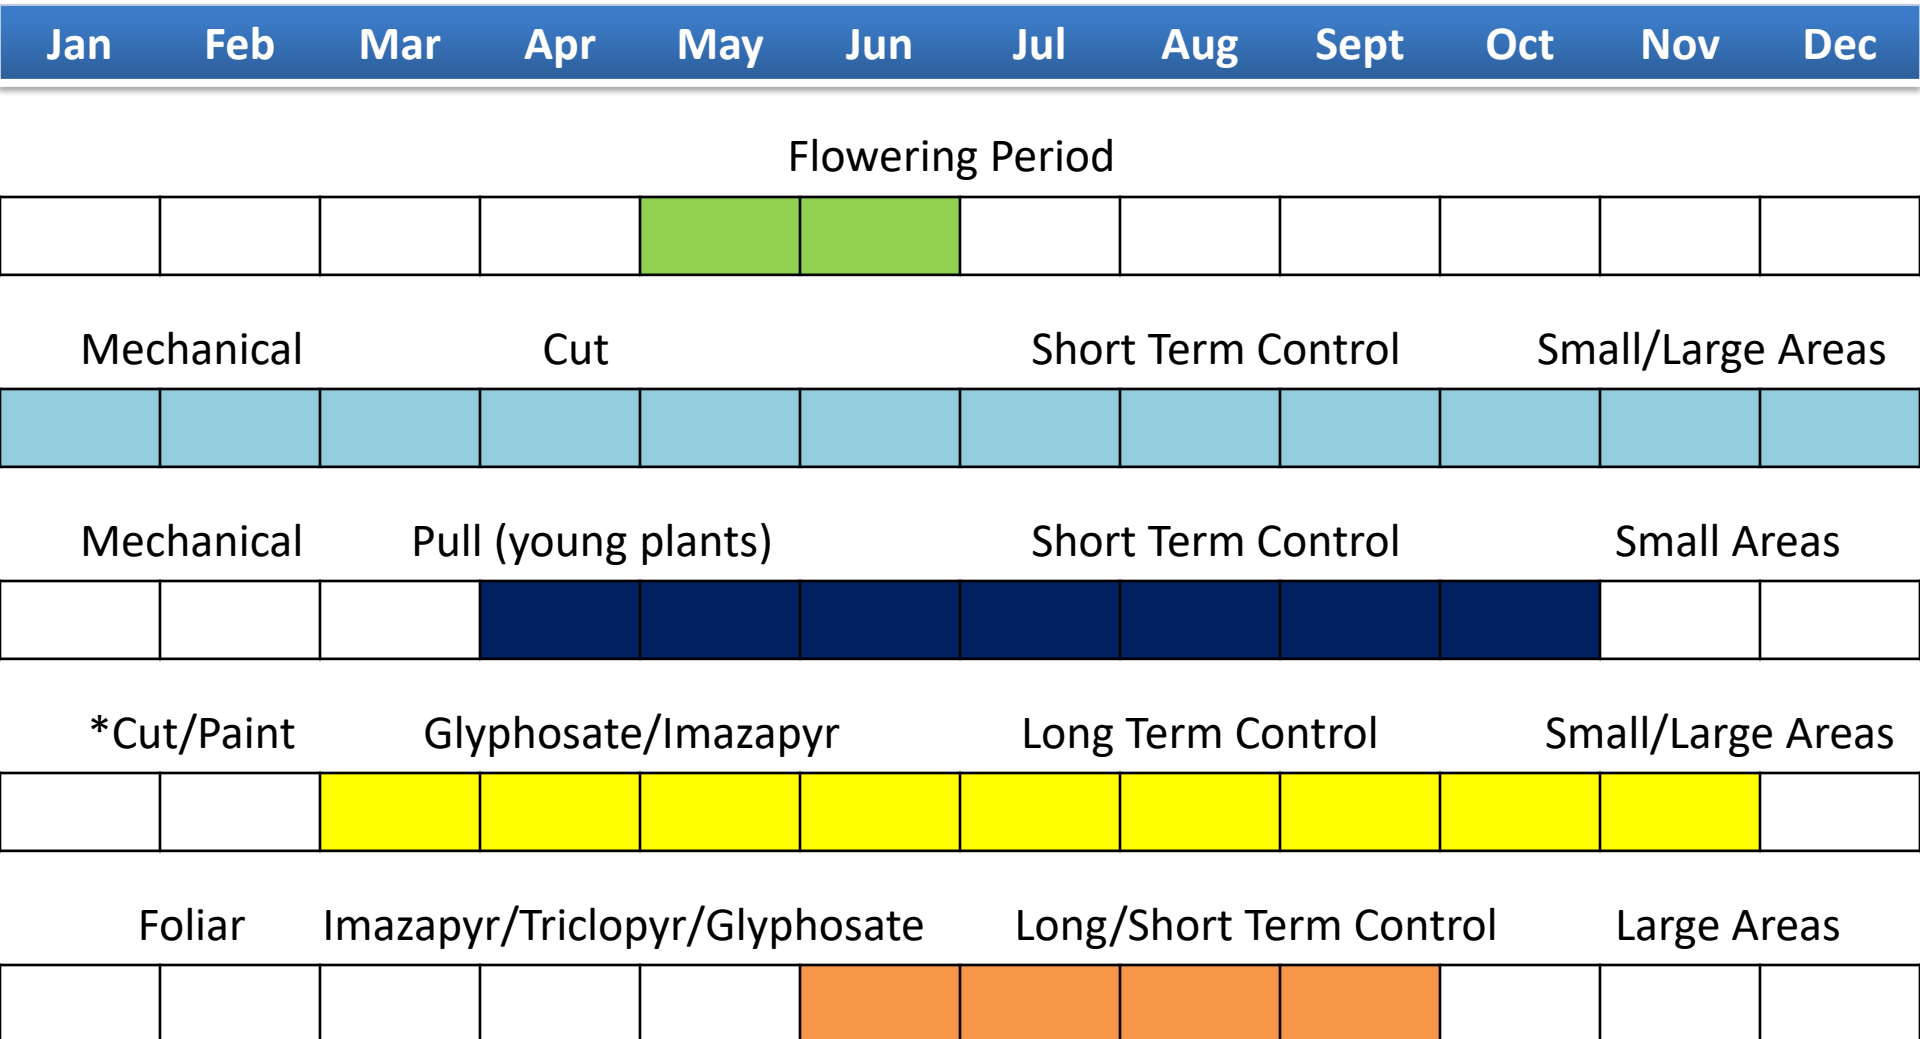 Jan Feb Mar Apr May Jun Jul Aug Sept Oct Nov Dec
Flowering Period
Mechanical Cut Short Term Control Small/Large Areas
Mechanical Pull (young plants) Short Term Control Small Areas
*Cut/Paint Glyphosate/Imazapyr Long Term Control Small/Large Areas
Foliar Imazapyr/Triclopyr/Glyphosate Long/Short Term Control Large Areas